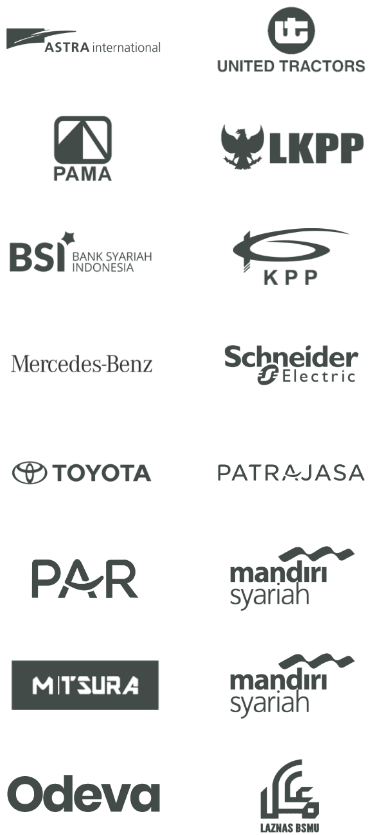 ASTRA international
UNITED TRACTORS
PAMA
LKPP
BSI BANK SYARIAH
INDONESIA
KPP
Mercedes-Benz
Schneider
Electric
TOYOTA
PATRAJASA
PAR
mandiri
syariah
MITSURA
mandiri
syariah
Odeva
LAZNAS BSMU